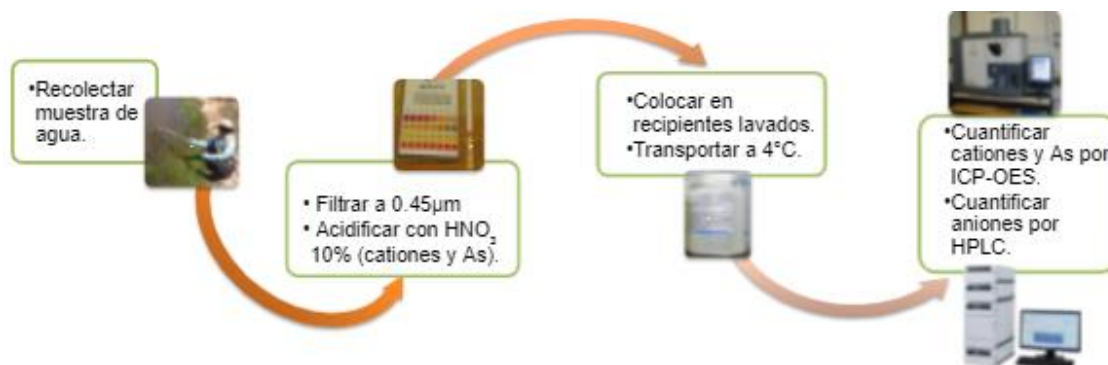 •Recolectar
muestra de
agua.
• Filtrar a 0.45µm
• Acidificar con HNO3
10% (cationes y As).
•Colocar en
recipientes lavados.
•Transportar a 4°C.
•Cuantificar
cationes y As por
ICP-OES.
•Cuantificar
aniones por
HPLC.